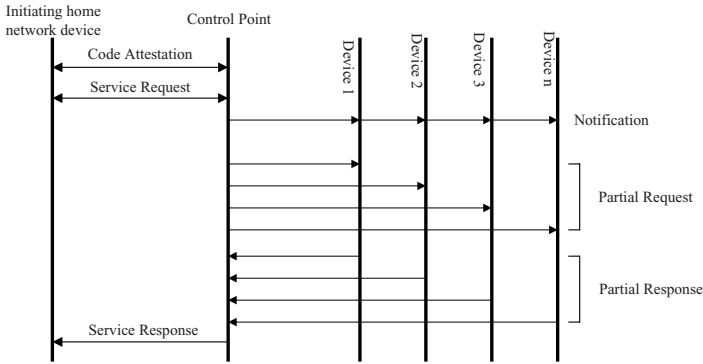 Initiating home
network device
Control Point
Device 1
Device 2
Device 3
Device n
Code Attestation
Service Request
Notification
Partial Request
Partial Response
Service Response